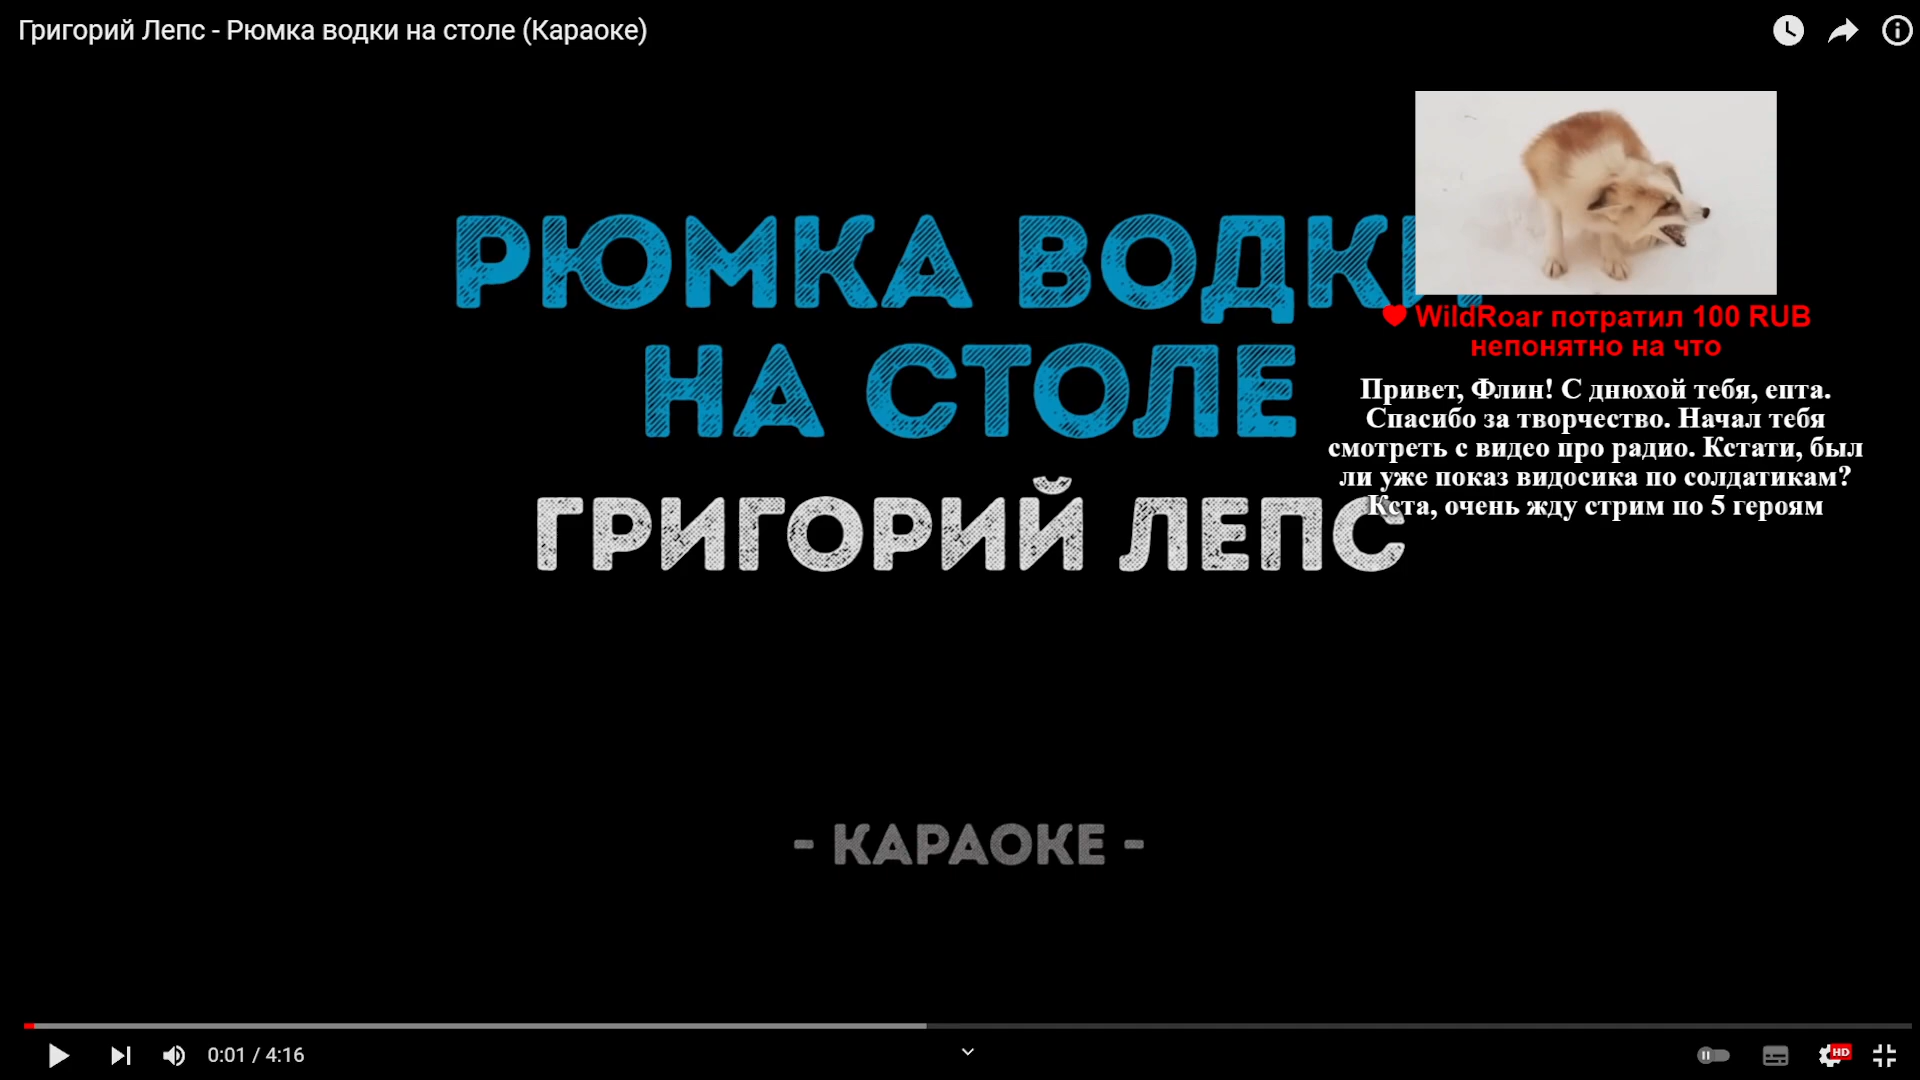 Григорий Лепс - Рюмка водки на столе (Караоке)
РЮМКА ВОДКИ
НА СТОЛЕ
ГРИГОРИЙ ЛЕПС
WildRoar потратил 100 RUB
непонятно на что
Привет, Флин! С днюхой тебя, епта.
Спасибо за творчество. Начал тебя
смотреть с видео про радио. Кстати, был
ли уже показ видосика по солдатикам?
Кста, очень жду стрим по 5 героям
- КАРАОКЕ -
0:01 / 4:16
HD